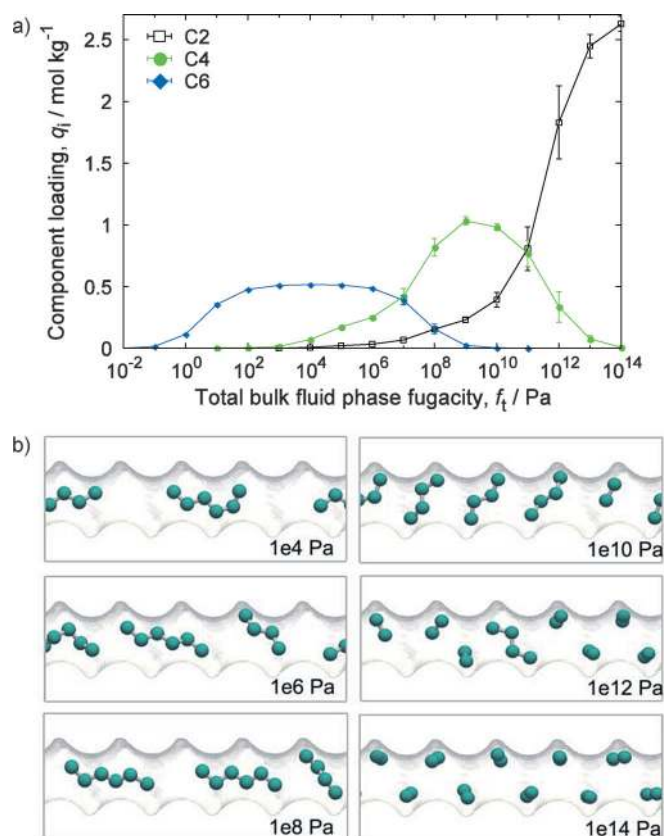 a)
C2
C4
C6
2.5
2
1.5
1
0.5
0
10⁻² 10⁰ 10² 10⁴ 10⁶ 10⁸ 10¹⁰ 10¹² 10¹⁴
Component loading, qᵢ / mol kg⁻¹
Total bulk fluid phase fugacity, fₜ / Pa
b)
1e4 Pa
1e10 Pa
1e6 Pa
1e12 Pa
1e8 Pa
1e14 Pa